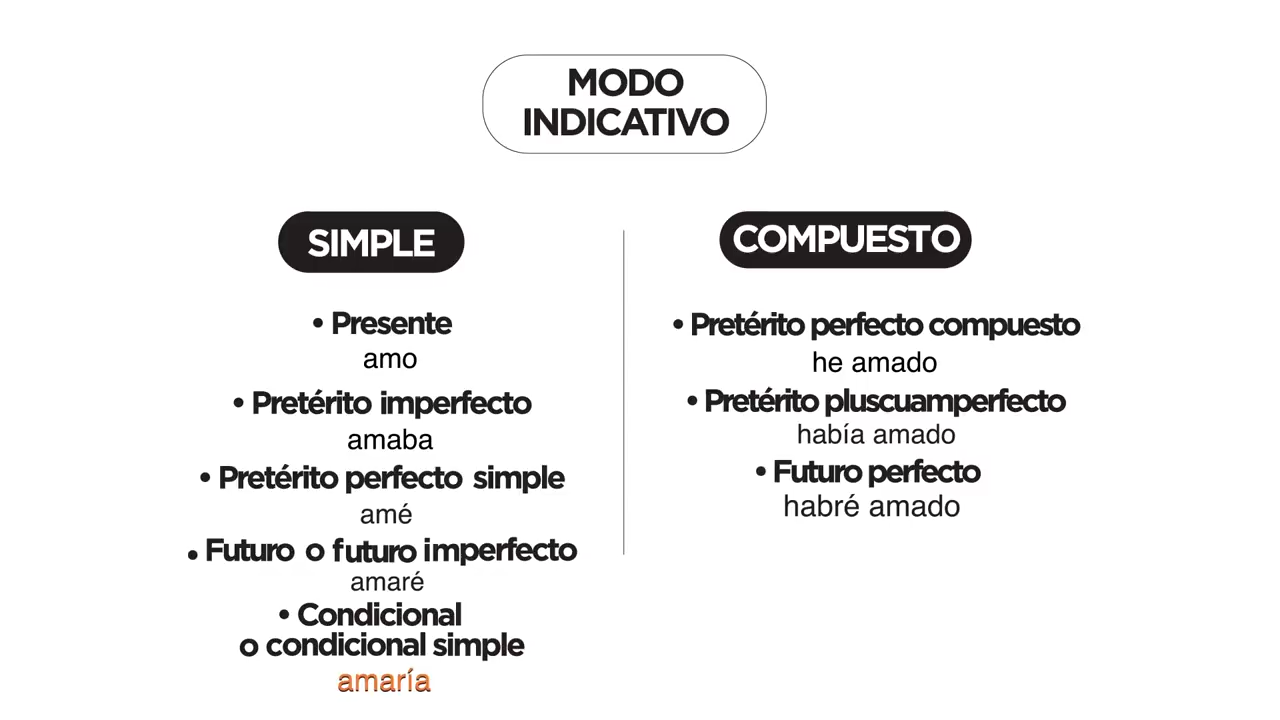 MODO
INDICATIVO
SIMPLE
• Presente
amo
• Pretérito imperfecto
amaba
• Pretérito perfecto simple
amé
• Futuro o futuro imperfecto
amaré
• Condicional
o condicional simple
amaría
COMPUESTO
• Pretérito perfecto compuesto
he amado
• Pretérito pluscuamperfecto
había amado
• Futuro perfecto
habré amado